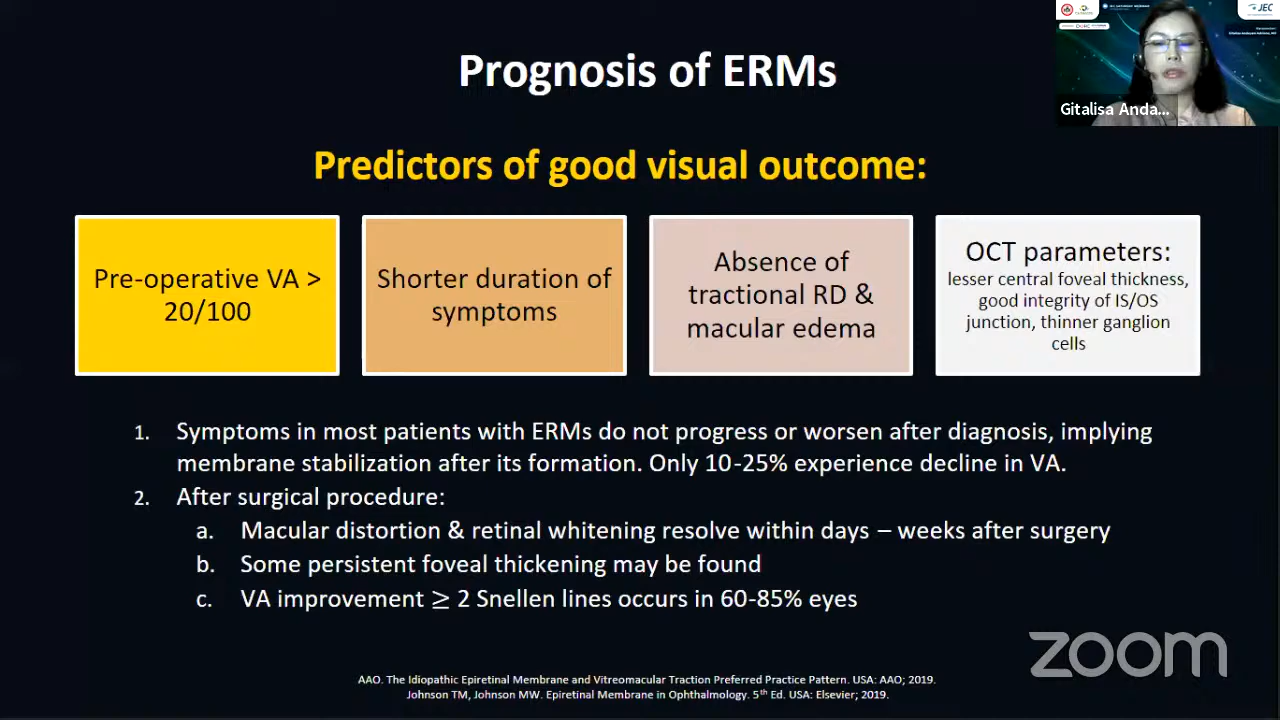 Prognosis of ERMs
JEC
Gitalisa Anda...
Predictors of good visual outcome:
Pre-operative VA >
20/100
Shorter duration of
symptoms
Absence of
tractional RD &
macular edema
OCT parameters:
lesser central foveal thickness,
good integrity of IS/OS
junction, thinner ganglion
cells
1. Symptoms in most patients with ERMs do not progress or worsen after diagnosis, implying
membrane stabilization after its formation. Only 10-25% experience decline in VA.
2. After surgical procedure:
a. Macular distortion & retinal whitening resolve within days – weeks after surgery
b. Some persistent foveal thickening may be found
c. VA improvement ≥ 2 Snellen lines occurs in 60-85% eyes
zoom
AAO. The Idiopathic Epiretinal Membrane and Vitreomacular Traction Preferred Practice Pattern. USA: AAO; 2019.
Johnson TM, Johnson MW. Epiretinal Membrane in Ophthalmology. 5th Ed. USA: Elsevier; 2019.